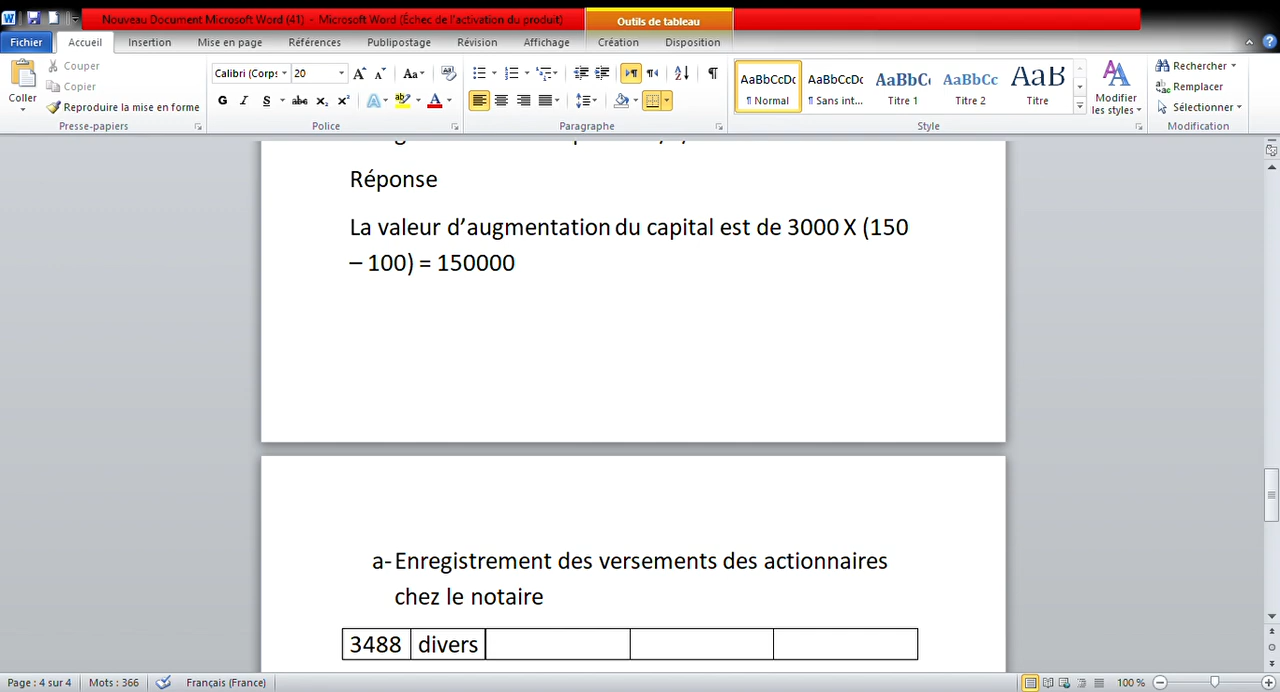 Nouveau Document Microsoft Word (41) - Microsoft Word (Échec de l'activation du produit)
Outils de tableau
Fichier Accueil Insertion Mise en page Références Publipostage Révision Affichage Création Disposition
Couper
Copier
Reproduire la mise en forme
Coller
Presse-papiers
Calibri (Corps 20
G I S abc
Police
Paragraphe
AaBbCcDc AaBbCcDc AaBbC AaBbCc AaB
Normal Sans int... Titre 1 Titre 2 Titre
Modifier les styles
Style
Rechercher
Remplacer
Sélectionner
Modification
Réponse
La valeur d'augmentation du capital est de 3000 X (150
– 100) = 150000
a- Enregistrement des versements des actionnaires
chez le notaire
3488 divers
Page : 4 sur 4 Mots : 366 Français (France) 100 %